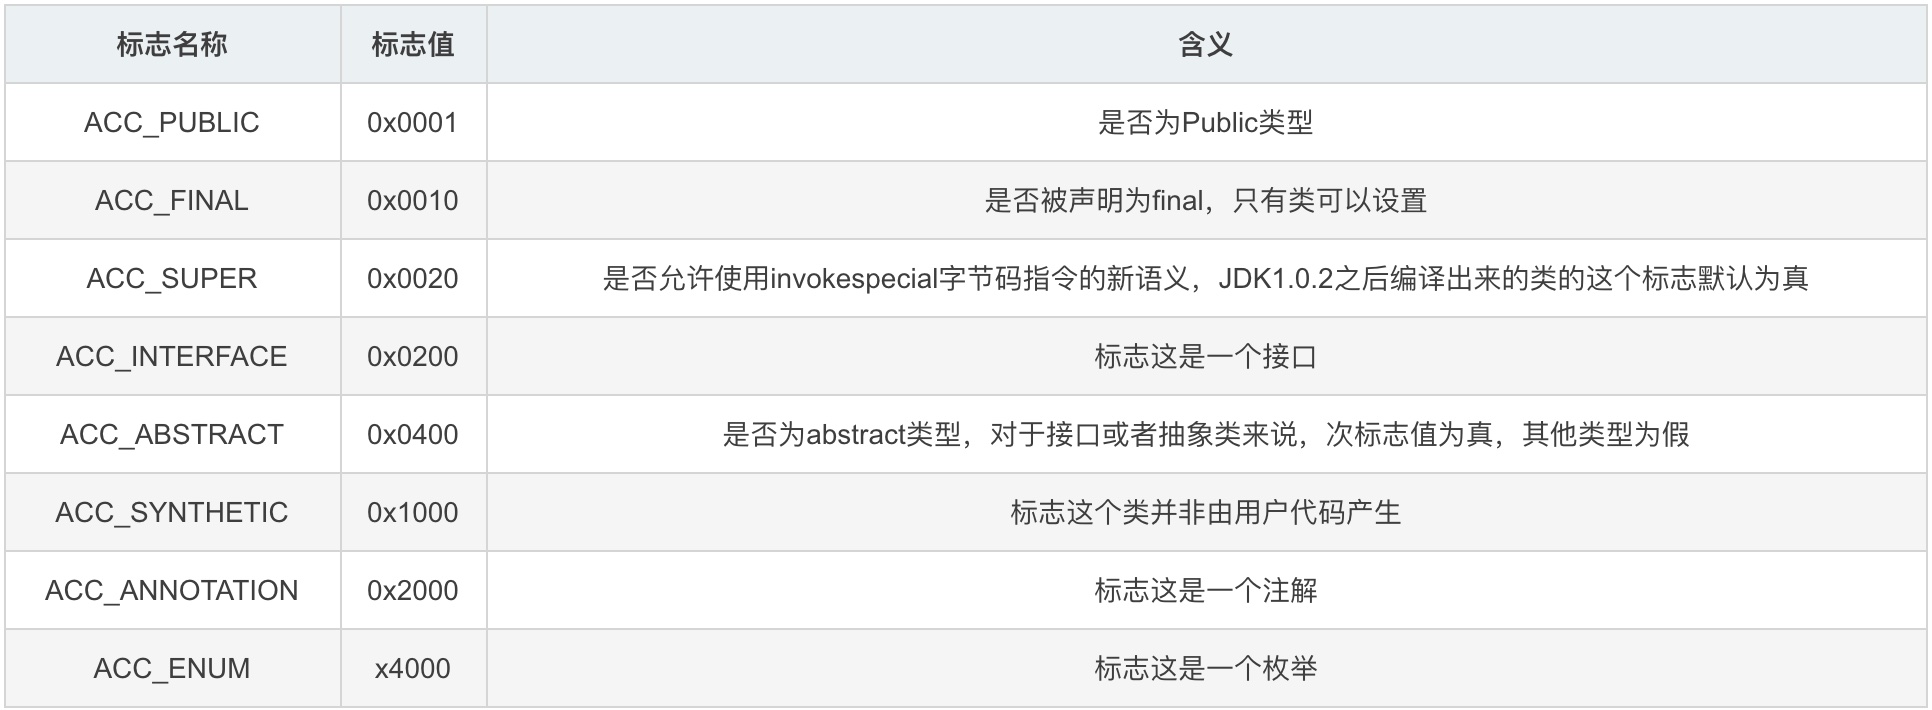 标志名称 标志值 含义
ACC_PUBLIC 0x0001 是否为Public类型
ACC_FINAL 0x0010 是否被声明为final，只有类可以设置
ACC_SUPER 0x0020 是否允许使用invokespecial字节码指令的新语义，JDK1.0.2之后编译出来的类的这个标志默认为真
ACC_INTERFACE 0x0200 标志这是一个接口
ACC_ABSTRACT 0x0400 是否为abstract类型，对于接口或者抽象类来说，次标志值为真，其他类型为假
ACC_SYNTHETIC 0x1000 标志这个类并非由用户代码产生
ACC_ANNOTATION 0x2000 标志这是一个注解
ACC_ENUM x4000 标志这是一个枚举